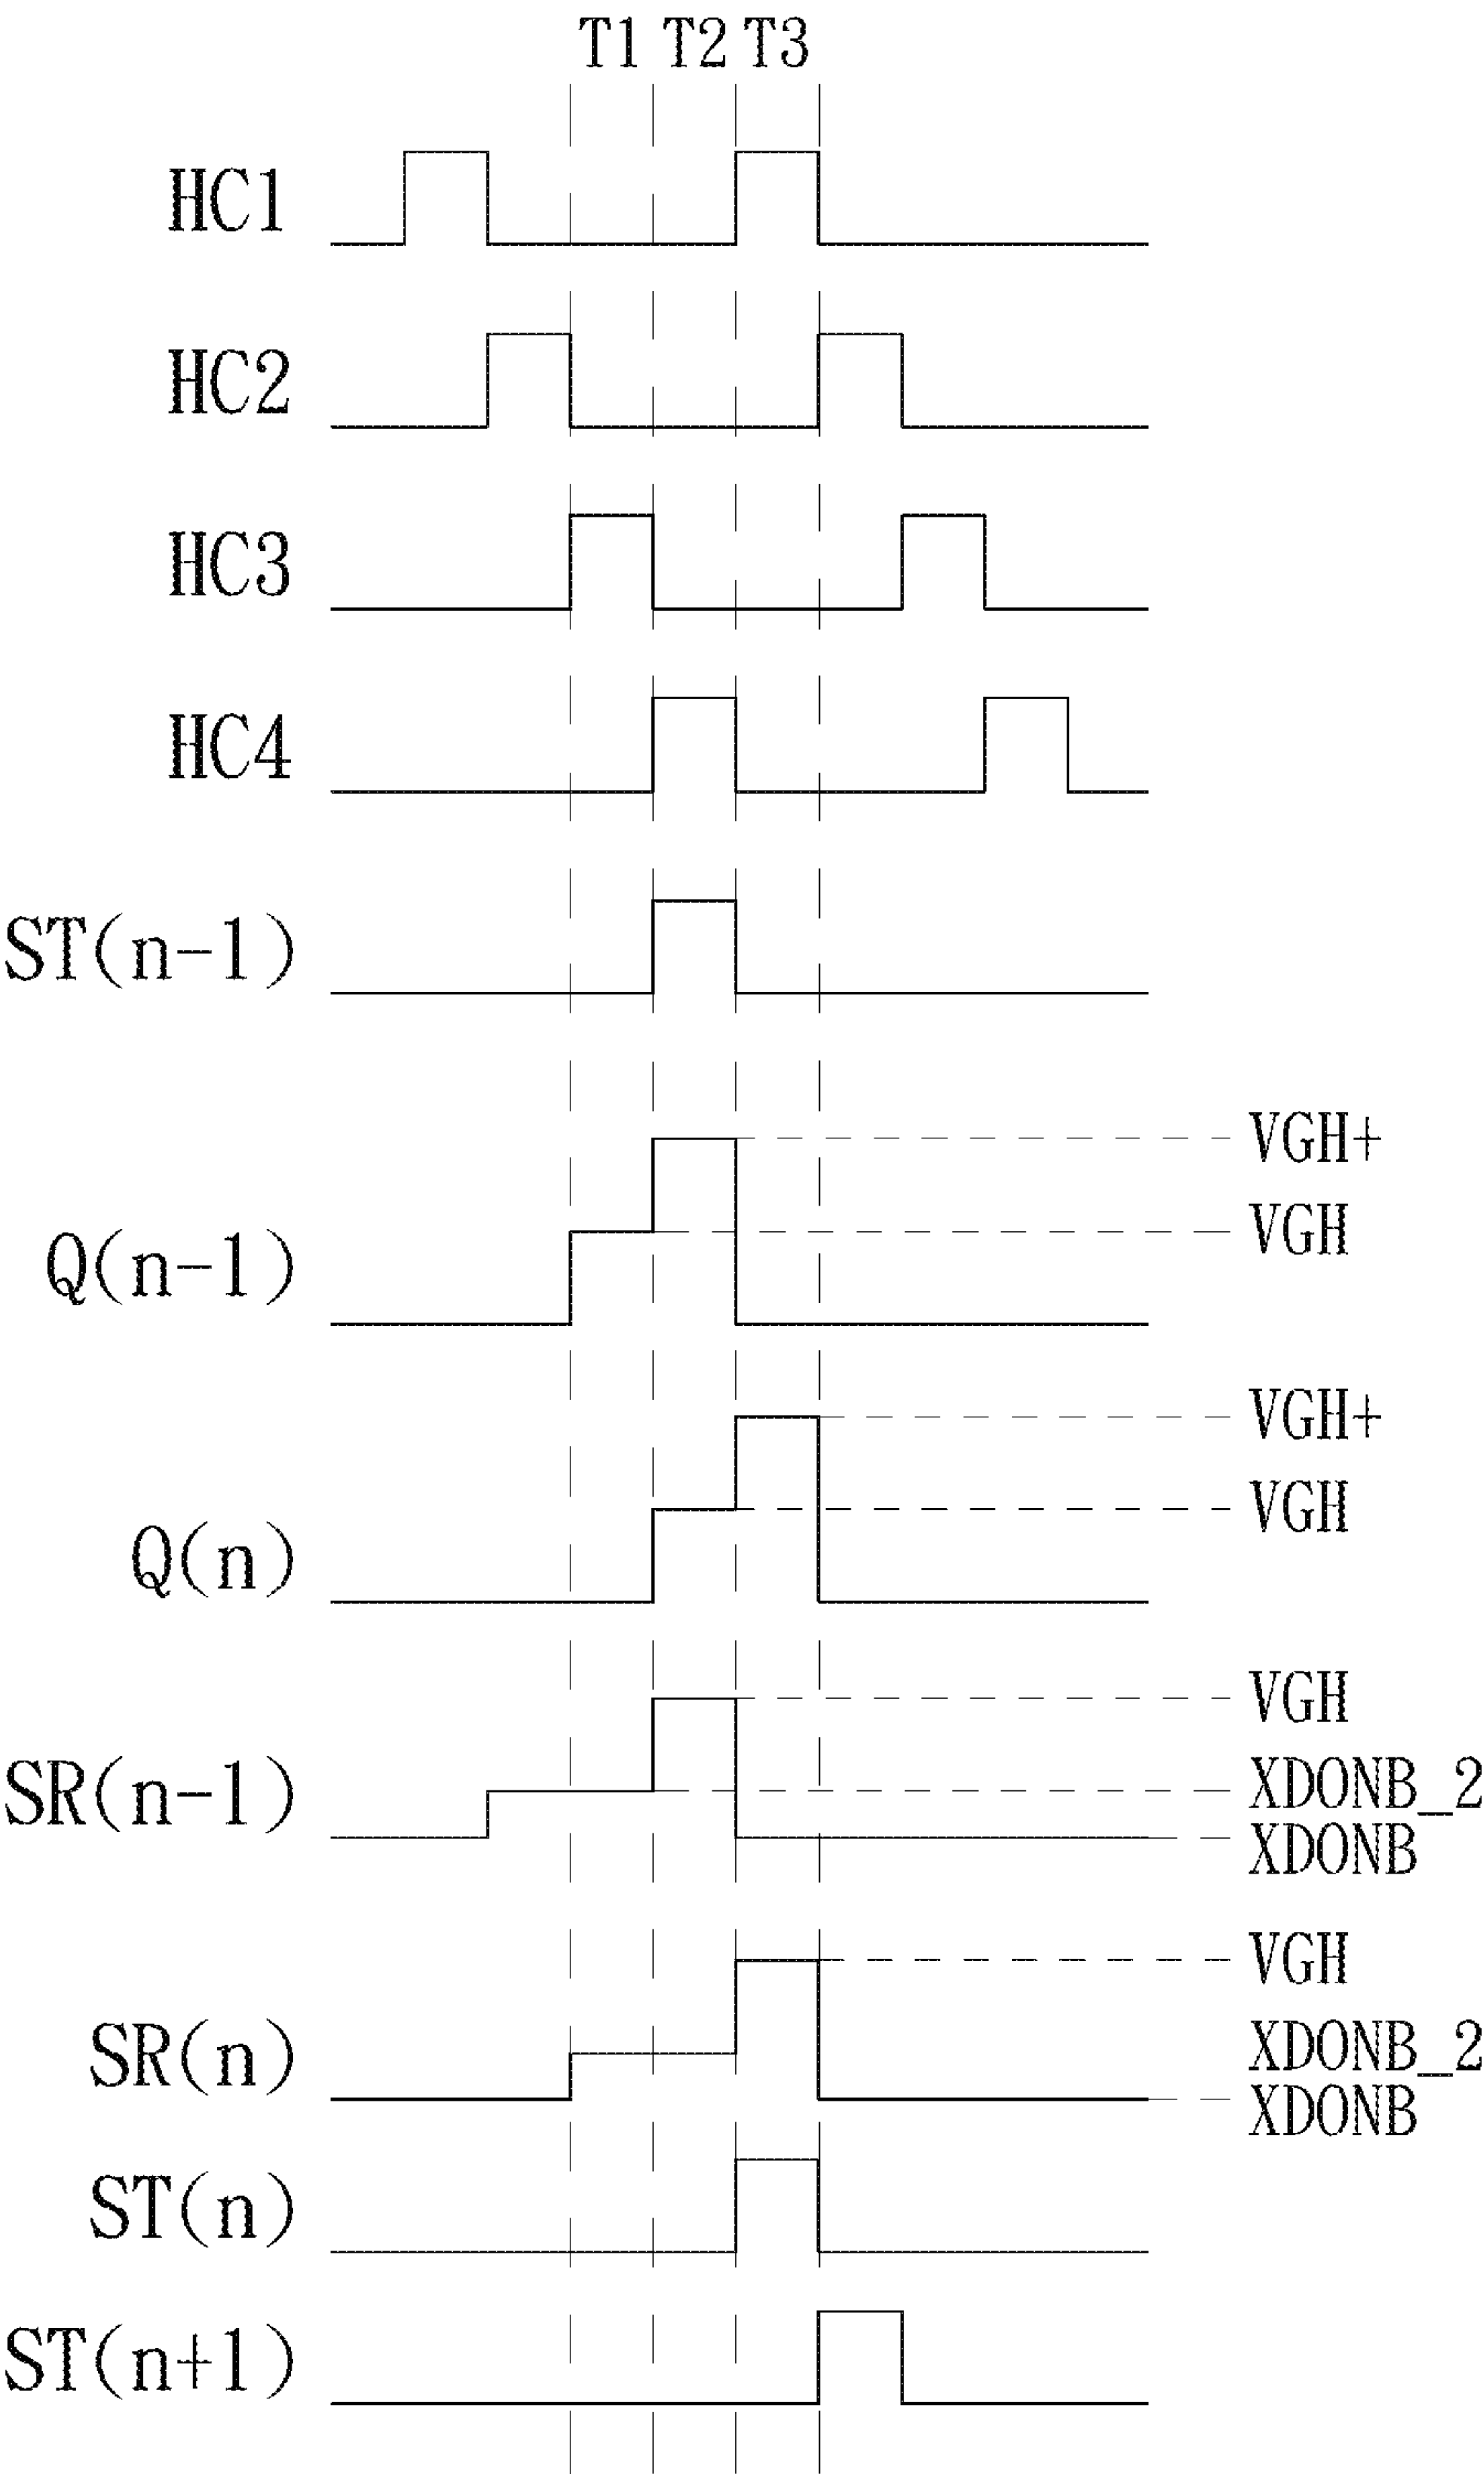 T1 T2 T3
HC1
HC2
HC3
HC4
ST(n-1)
VGH+
VGH
Q(n-1)
VGH+
VGH
Q(n)
VGH
SR(n-1)
XDONB_2
XDONB
VGH
SR(n)
XDONB_2
XDONB
ST(n)
ST(n+1)